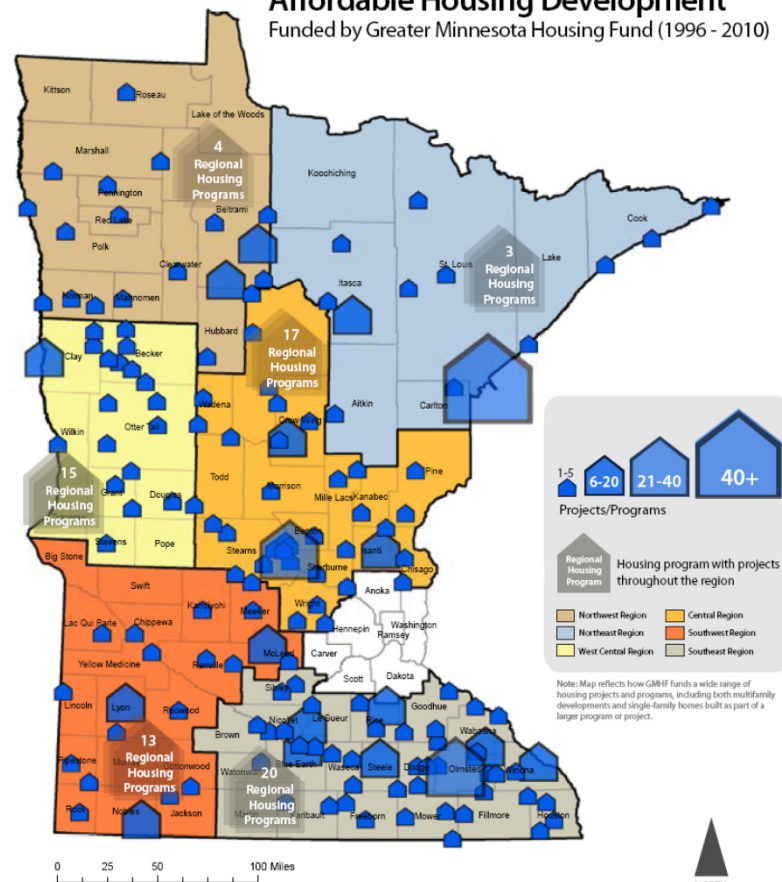 Affordable Housing Development
Funded by Greater Minnesota Housing Fund (1996 - 2010)
Kittson
Roseau
Lake of the Woods
Marshall
4
Regional
Housing
Programs
Koochiching
Pennington
Red Lake
Beltrami
Cook
Polk
Clearwater
St. Louis
Lake
3
Regional
Housing
Programs
Itasca
Norman
Mahnomen
Hubbard
17
Regional
Housing
Programs
Clay
Becker
Wadena
Aitkin
Carlton
Crow Wing
Wilkin
Otter Tail
15
Regional
Housing
Programs
Todd
Pine
Grant
Douglas
Morrison
Mille Lacs
Kanabec
Stevens
Pope
Stearns
Benton
Isanti
Big Stone
Sherburne
Chisago
Swift
Anoka
Kandiyohi
Meeker
Wright
Lac Qui Parle
Chippewa
Hennepin
Washington
Ramsey
Yellow Medicine
Renville
McLeod
Carver
Scott
Dakota
Sibley
Lincoln
Lyon
Redwood
Nicollet
Le Sueur
Goodhue
Brown
Wabasha
13
Regional
Housing
Programs
Pipestone
Cottonwood
Watonwan
Blue Earth
Waseca
Steele
Dodge
Olmsted
Winona
20
Regional
Housing
Programs
Rock
Nobles
Jackson
Faribault
Freeborn
Mower
Fillmore
Houston
1-5
6-20
21-40
40+
Projects/Programs
Regional
Housing
Program
Housing program with projects
throughout the region
Northwest Region
Central Region
Northeast Region
Southwest Region
West Central Region
Southeast Region
Note: Map reflects how GMHF funds a wide range of
housing projects and programs, including both multifamily
developments and single-family homes built as part of a
larger program or project.
0 25 50 100 Miles